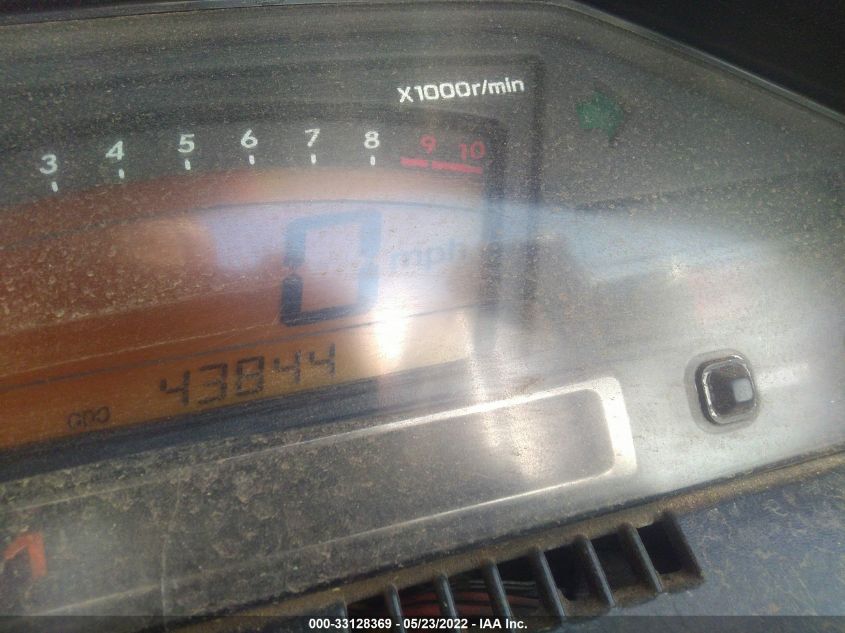 X1000r/min
3 4 5 6 7 8 9 10
0 mph
43844
ODO
000-33128369 - 05/23/2022 - IAA Inc.